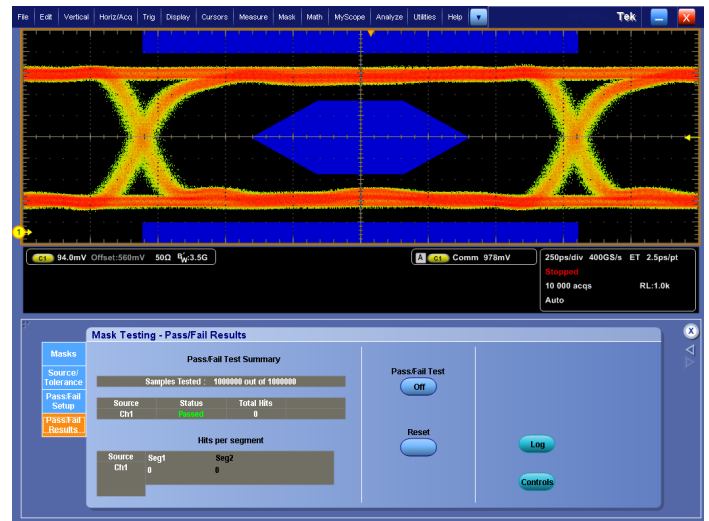 File Edit Vertical Horiz/Acq Trig Display Cursors Measure Mask Math MyScope Analyze Utilities Help Tek X
1
C1 94.0mV Offset:560mV 50Ω BW:3.5G
A C1 Comm 978mV
250ps/div 400GS/s ET 2.5ps/pt
Stopped
10 000 acqs RL:1.0k
Auto
Mask Testing - Pass/Fail Results
X
Masks
Source/
Tolerance
Pass/Fail
Setup
Pass/Fail
Results
Pass/Fail Test Summary
Samples Tested : 1000000 out of 1000000
Source Status Total Hits
Ch1 Passed 0
Hits per segment
Source Seg1 Seg2
Ch1 0 0
Pass/Fail Test
Off
Reset
Log
Controls